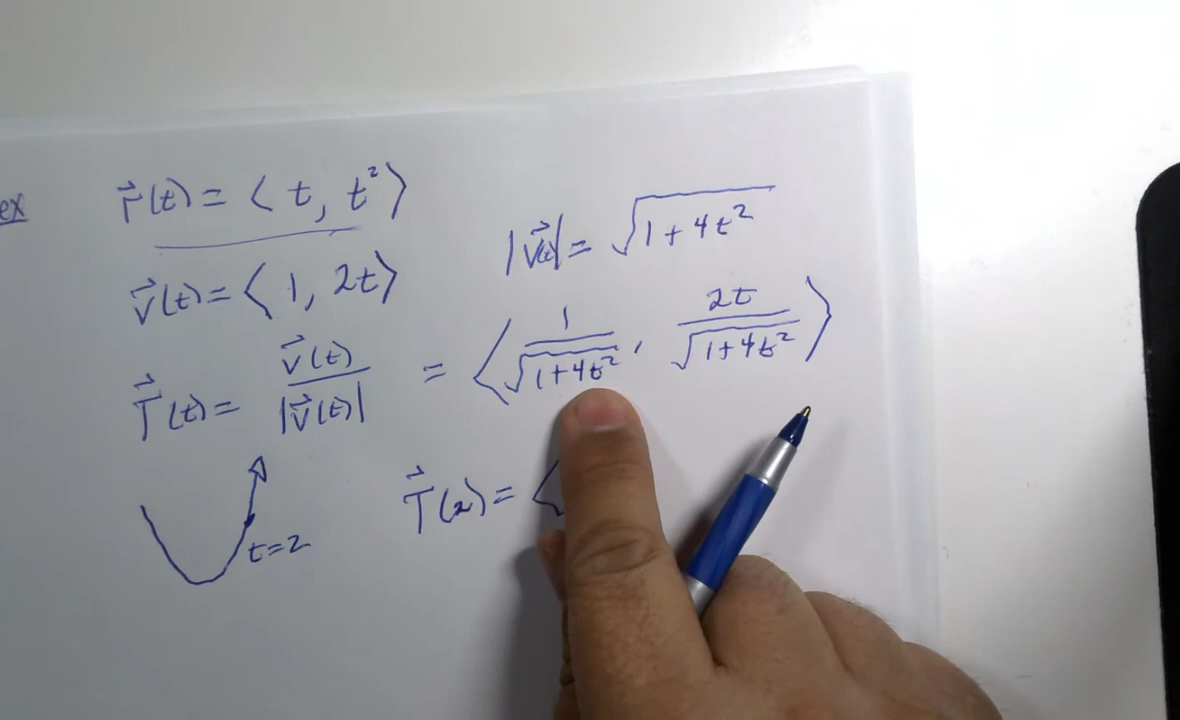 ex r⃗(t) = ⟨ t, t² ⟩
|v⃗(t)| = √(1+4t²)
v⃗(t) = ⟨ 1, 2t ⟩
T⃗(t) = v⃗(t)/|v⃗(t)| = ⟨ 1/√(1+4t²), 2t/√(1+4t²) ⟩
T⃗(2) = ⟨
t=2